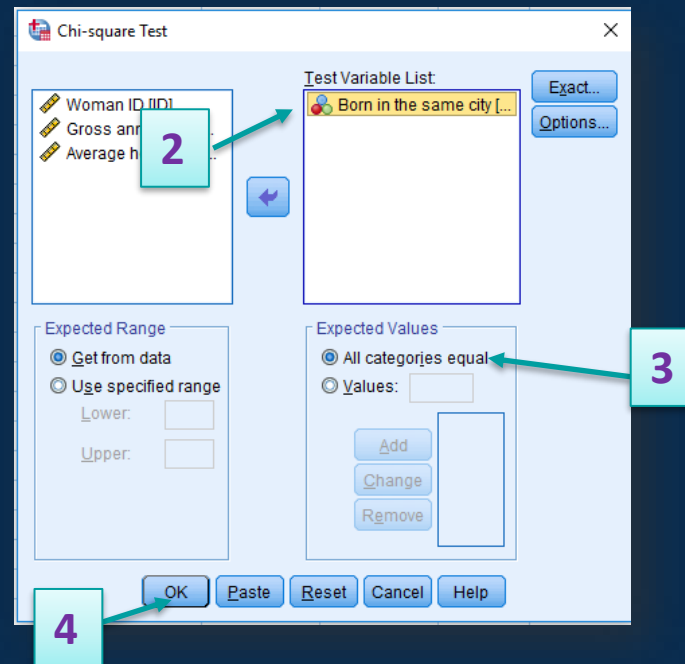 Chi-square Test
Test Variable List:
Woman ID [ID]
Gross ann
Average h
2
Born in the same city [...
Exact...
Options...
Expected Range
Get from data
Use specified range
Lower:
Upper:
Expected Values
All categories equal
Values:
Add
Change
Remove
3
OK Paste Reset Cancel Help
4